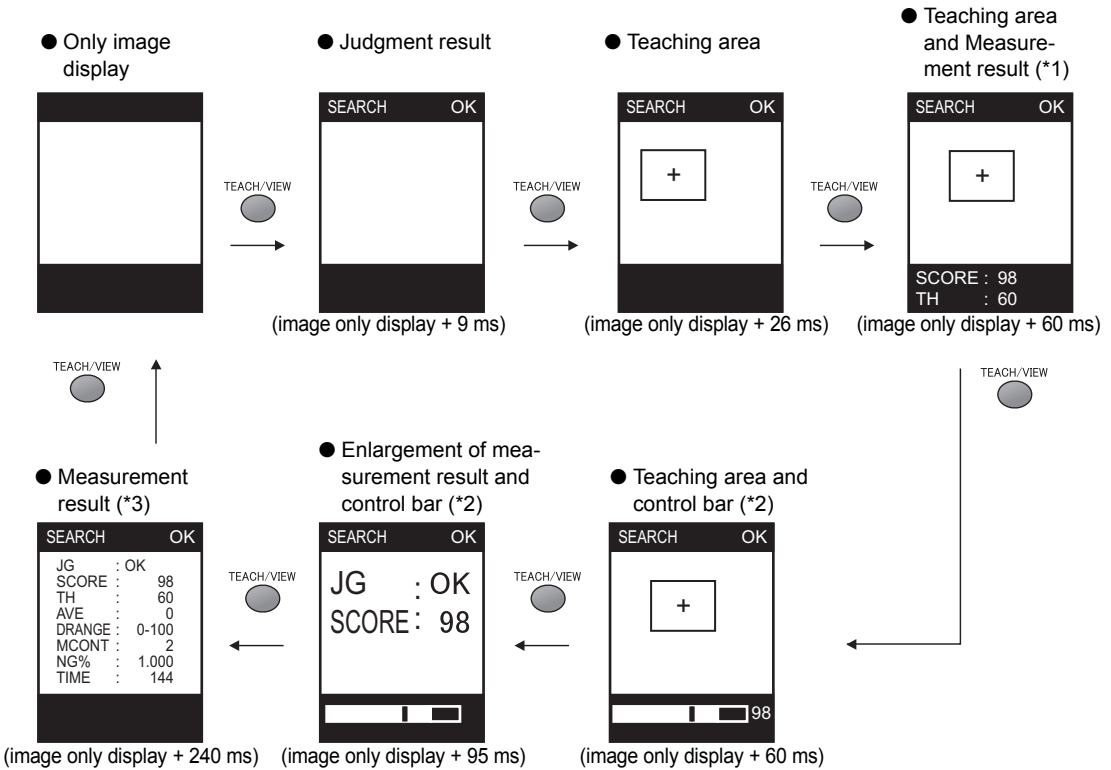 ● Only image
display
● Judgment result
● Teaching area
● Teaching area
and Measure-
ment result (*1)
SEARCH OK
SEARCH OK
SEARCH OK
TEACH/VIEW
TEACH/VIEW
TEACH/VIEW
SCORE : 98
TH : 60
(image only display + 9 ms)
(image only display + 26 ms)
(image only display + 60 ms)
TEACH/VIEW
TEACH/VIEW
● Measurement
result (*3)
● Enlargement of mea-
surement result and
control bar (*2)
● Teaching area and
control bar (*2)
SEARCH OK
JG : OK
SCORE : 98
TH : 60
AVE : 0
DRANGE : 0-100
MCONT : 2
NG% : 1.000
TIME : 144
TEACH/VIEW
SEARCH OK
JG : OK
SCORE : 98
TEACH/VIEW
SEARCH OK
98
(image only display + 240 ms)
(image only display + 95 ms)
(image only display + 60 ms)